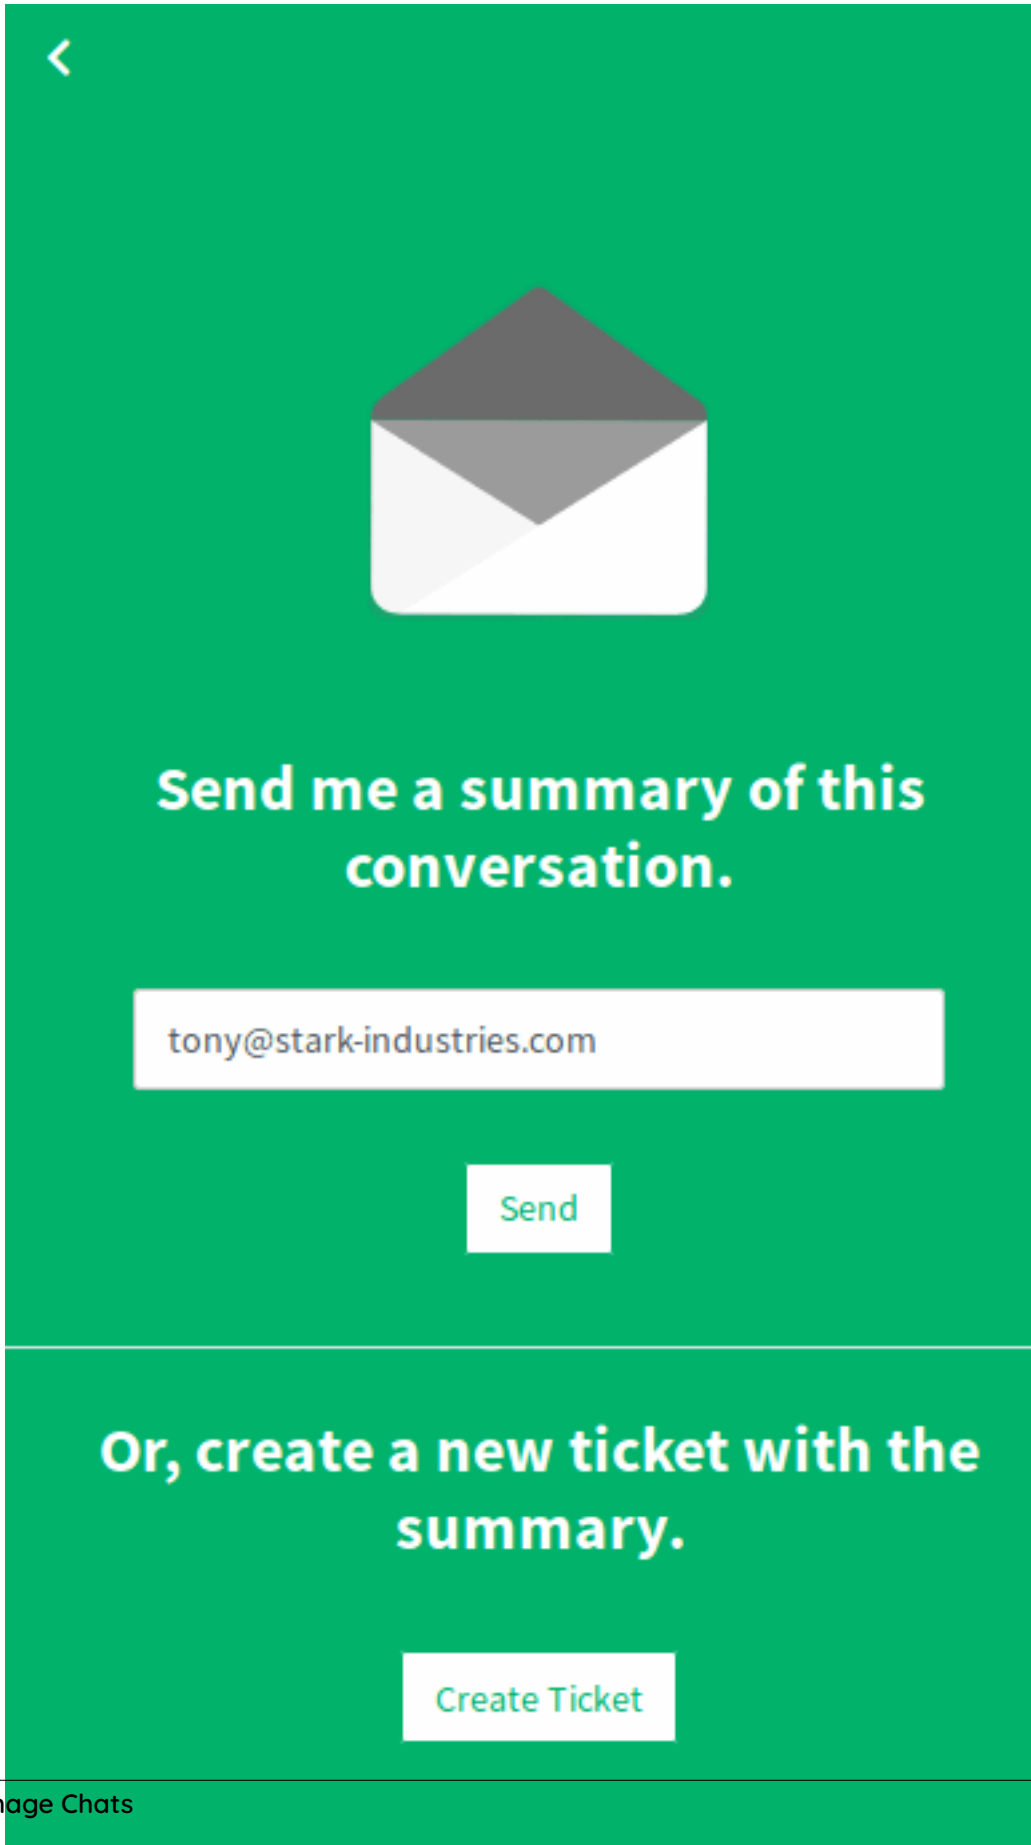 Send me a summary of this
conversation.
tony@stark-industries.com
Send
Or, create a new ticket with the
summary.
Create Ticket
Chats